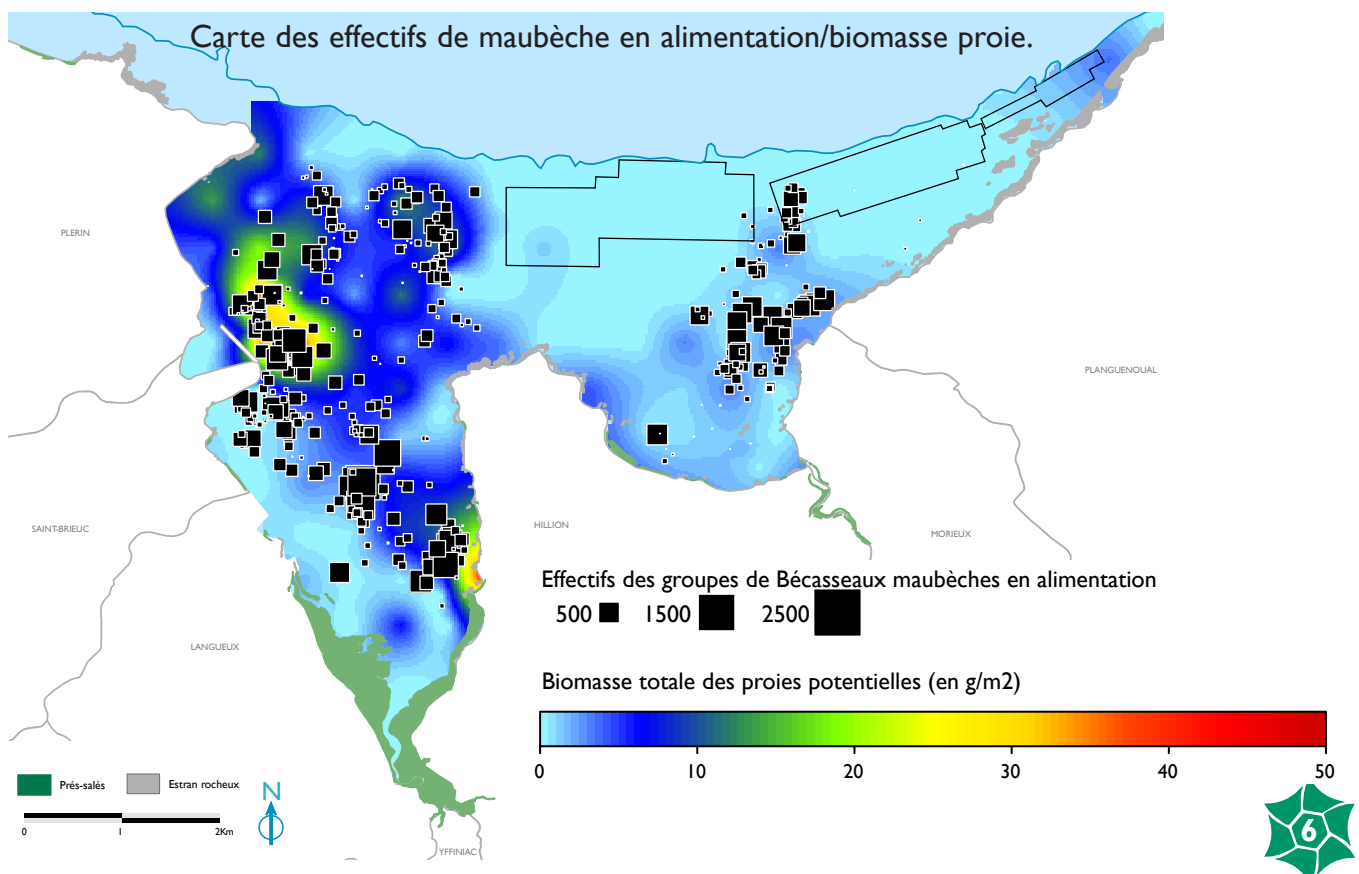 Carte des effectifs de maubèche en alimentation/biomasse proie.
PLERIN
PLANGUENOUAL
SAINT-BRIEUC
HILLION
MORIEUX
LANGUEUX
YFFINIAC
Effectifs des groupes de Bécasseaux maubèches en alimentation
500 1500 2500
Biomasse totale des proies potentielles (en g/m2)
0 10 20 30 40 50
Prés-salés Estran rocheux
N
0 1 2Km
6